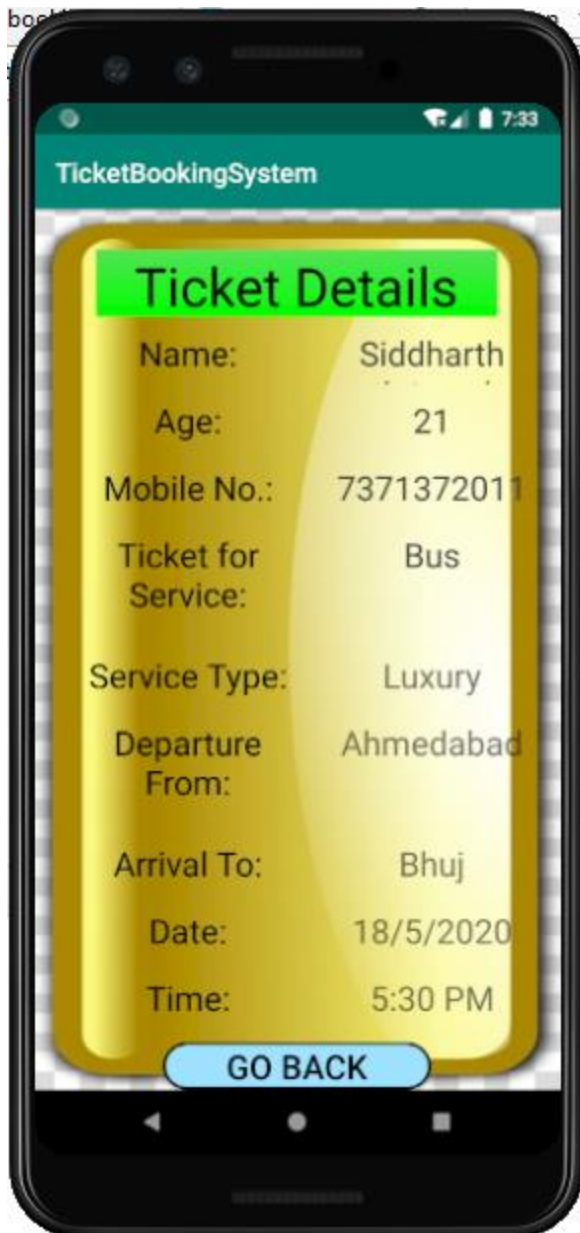 7:33
TicketBookingSystem
Ticket Details
Name: Siddharth
Age: 21
Mobile No.: 7371372011
Ticket for Bus
Service:
Service Type: Luxury
Departure Ahmedabad
From:
Arrival To: Bhuj
Date: 18/5/2020
Time: 5:30 PM
GO BACK